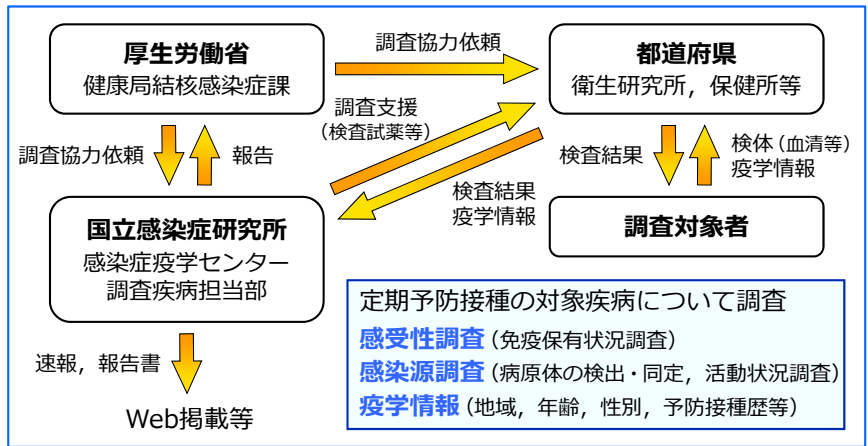 厚生労働省
健康局結核感染症課
調査協力依頼
都道府県
衛生研究所，保健所等
調査支援
（検査試薬等）
調査協力依頼
報告
検査結果
疫学情報
検査結果
検体（血清等）
疫学情報
国立感染症研究所
感染症疫学センター
調査疾病担当部
調査対象者
定期予防接種の対象疾病について調査
感受性調査（免疫保有状況調査）
感染源調査（病原体の検出・同定，活動状況調査）
疫学情報（地域，年齢，性別，予防接種歴等）
速報，報告書
Web掲載等